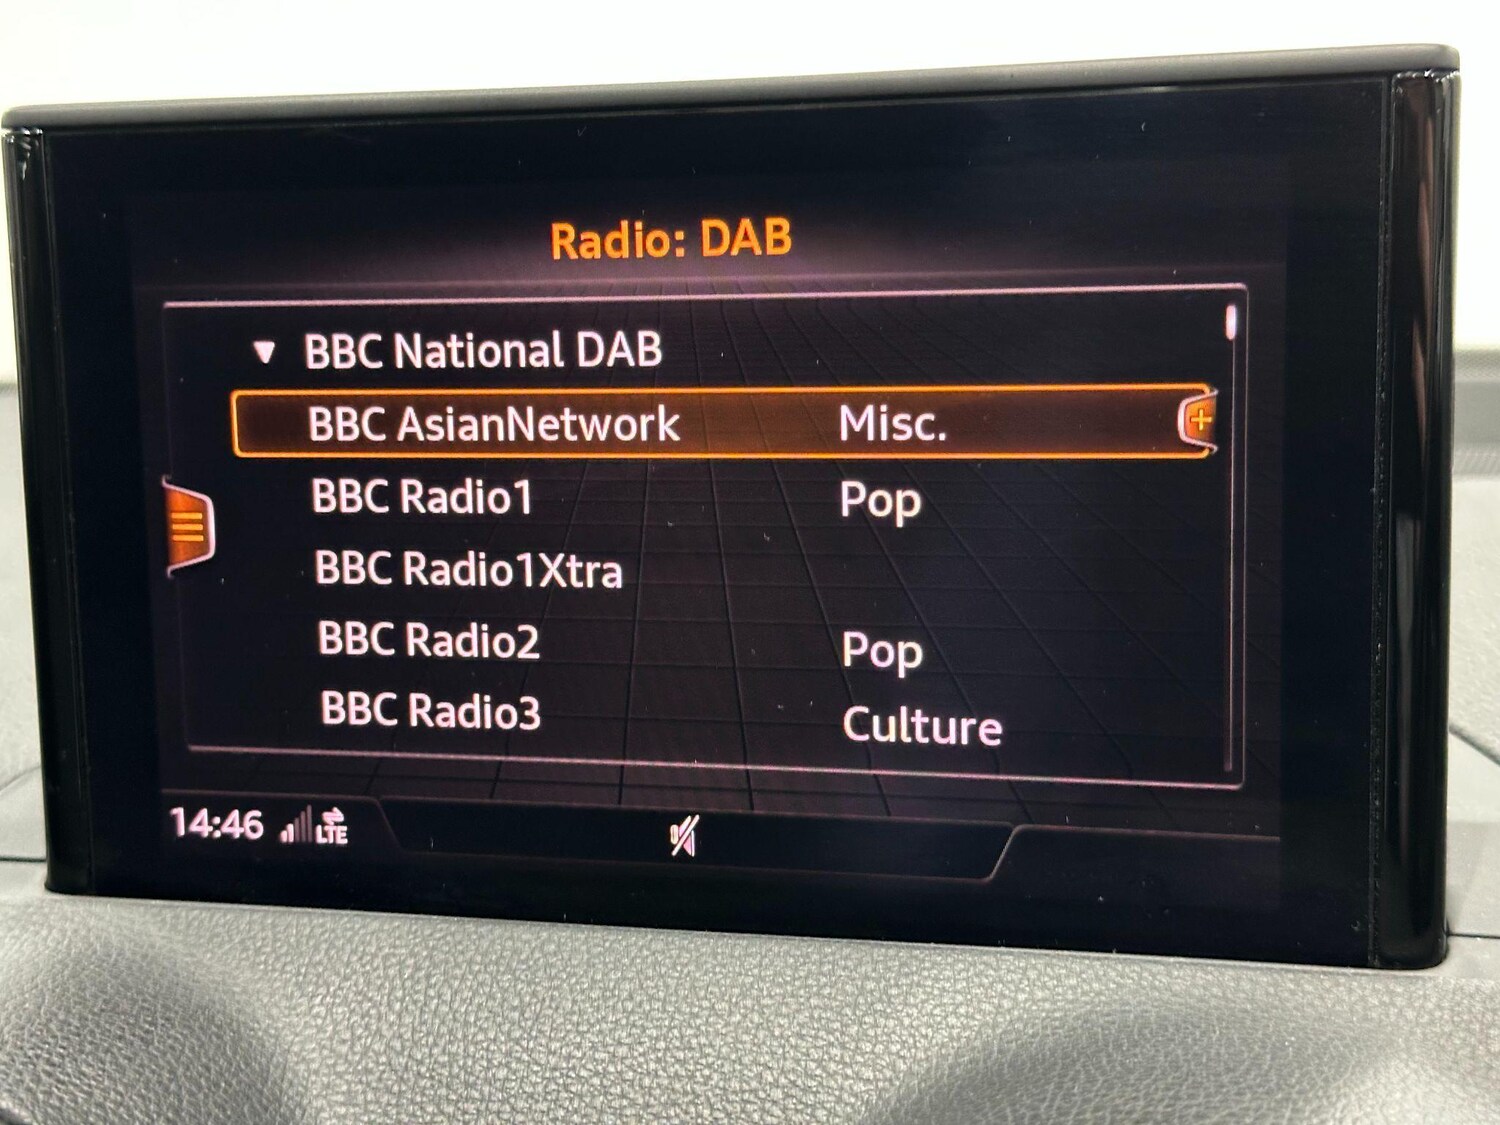 Radio: DAB
BBC National DAB
BBC AsianNetwork Misc.
BBC Radio1 Pop
BBC Radio1Xtra
BBC Radio2 Pop
BBC Radio3 Culture
14:46 LTE